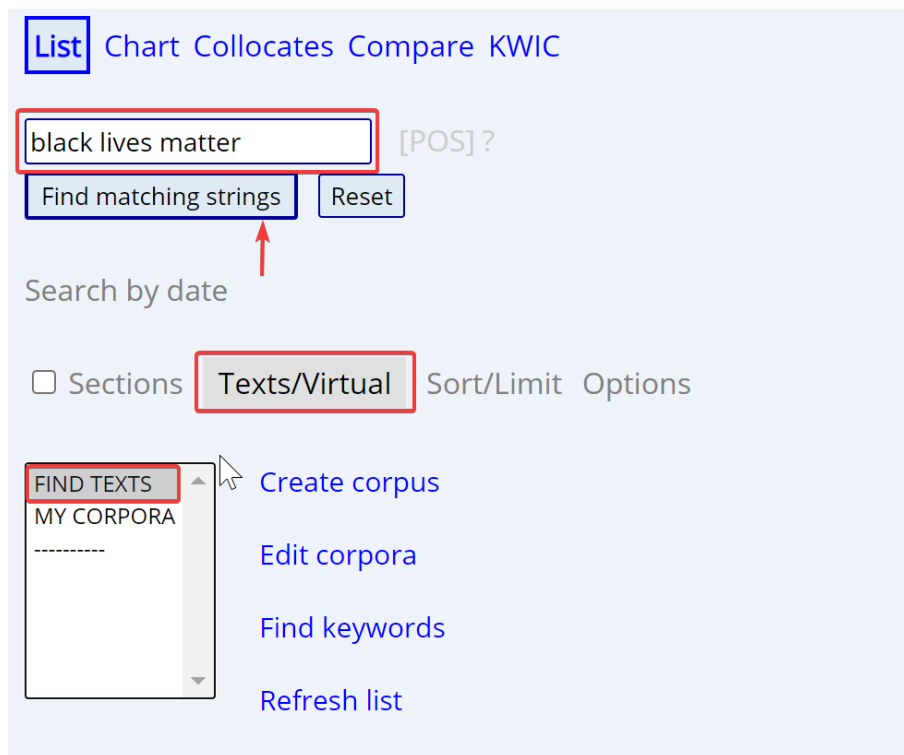 List Chart Collocates Compare KWIC
black lives matter [POS] ?
Find matching strings Reset
Search by date
Sections Texts/Virtual Sort/Limit Options
FIND TEXTS
MY CORPORA
----------
Create corpus
Edit corpora
Find keywords
Refresh list